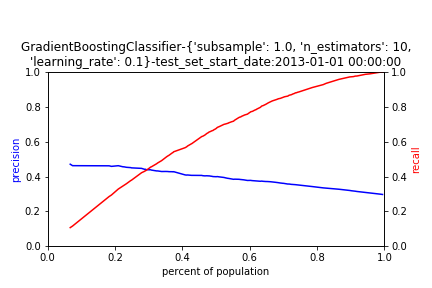 GradientBoostingClassifier-{'subsample': 1.0, 'n_estimators': 10,
'learning_rate': 0.1}-test_set_start_date:2013-01-01 00:00:00
1.0
0.8
0.6
0.4
0.2
0.0
precision
1.0
0.8
0.6
0.4
0.2
0.0
recall
0.0 0.2 0.4 0.6 0.8 1.0
percent of population